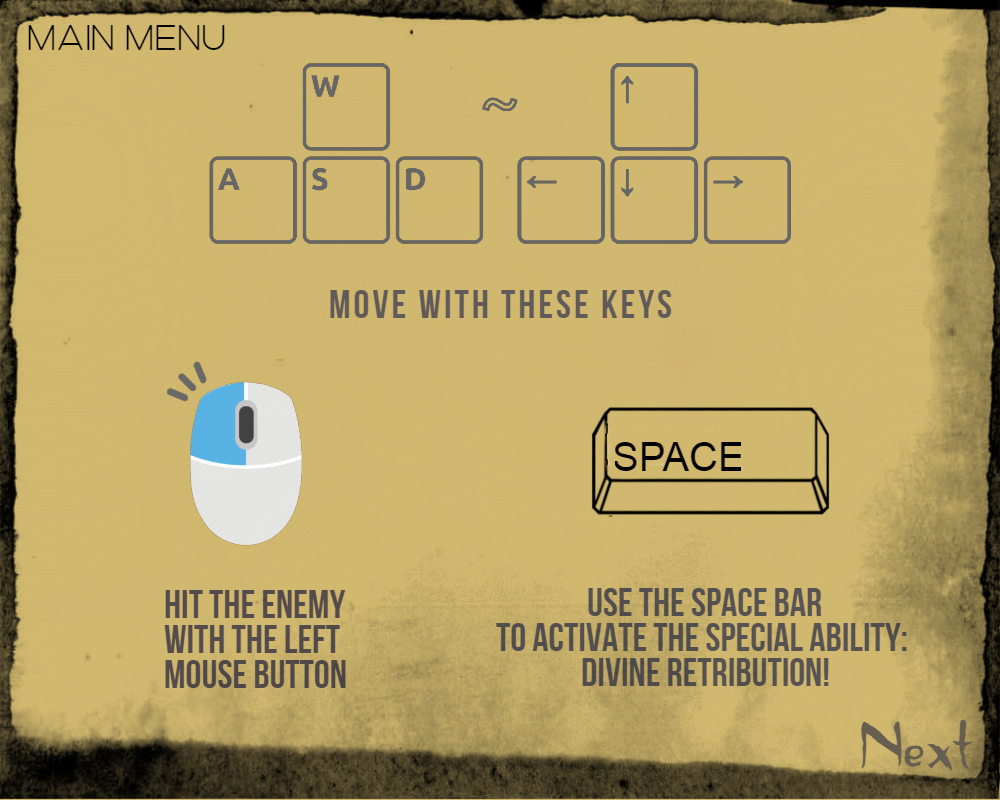 MAIN MENU
W ~ ↑
A S D ← ↓ →
MOVE WITH THESE KEYS
SPACE
HIT THE ENEMY
WITH THE LEFT
MOUSE BUTTON
USE THE SPACE BAR
TO ACTIVATE THE SPECIAL ABILITY:
DIVINE RETRIBUTION!
Next